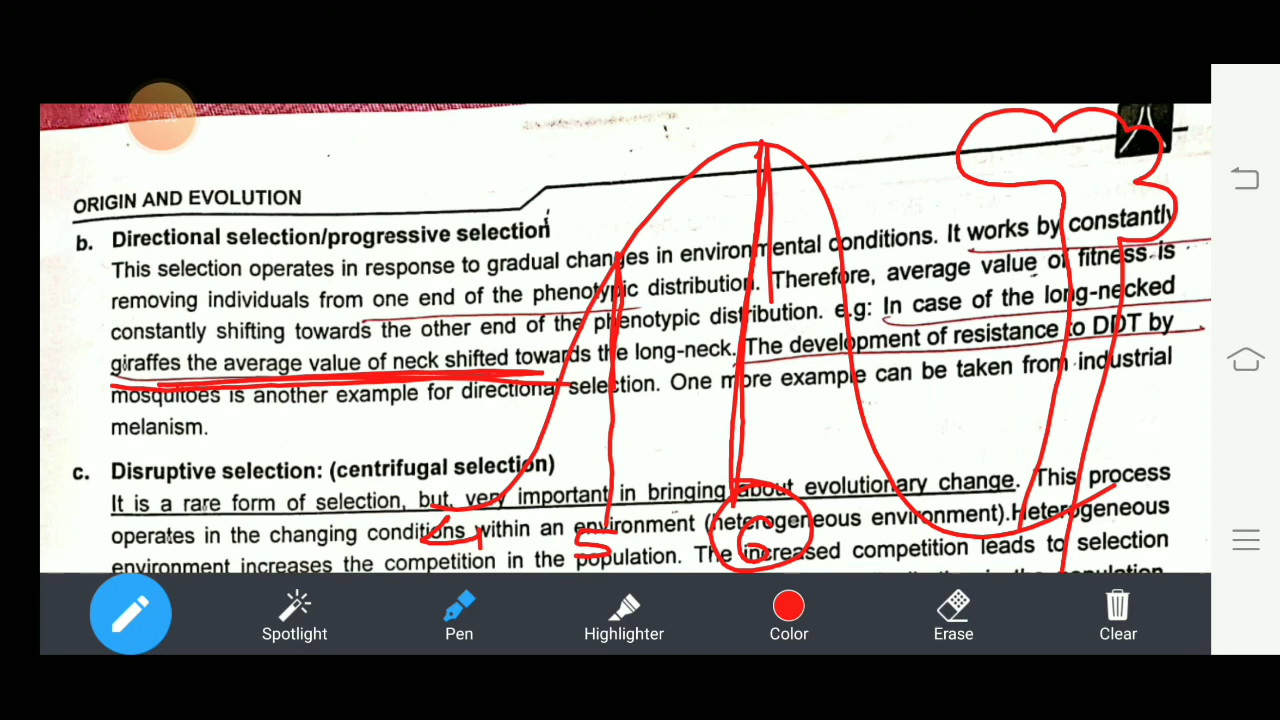 ORIGIN AND EVOLUTION
b. Directional selection/progressive selection
This selection operates in response to gradual changes in environmental conditions. It works by constantly
removing individuals from one end of the phenotypic distribution. Therefore, average value of fitness is
constantly shifting towards the other end of the phenotypic distribution. e.g: In case of the long-necked
giraffes the average value of neck shifted towards the long-neck. The development of resistance to DDT by
mosquitoes is another example for directional selection. One more example can be taken from industrial
melanism.
c. Disruptive selection: (centrifugal selection)
It is a rare form of selection, but, very important in bringing about evolutionary change. This process
operates in the changing conditions within an environment (heterogeneous environment).Heterogeneous
environment increases the competition in the population. The increased competition leads to selection
4 5 6
Spotlight Pen Highlighter Color Erase Clear